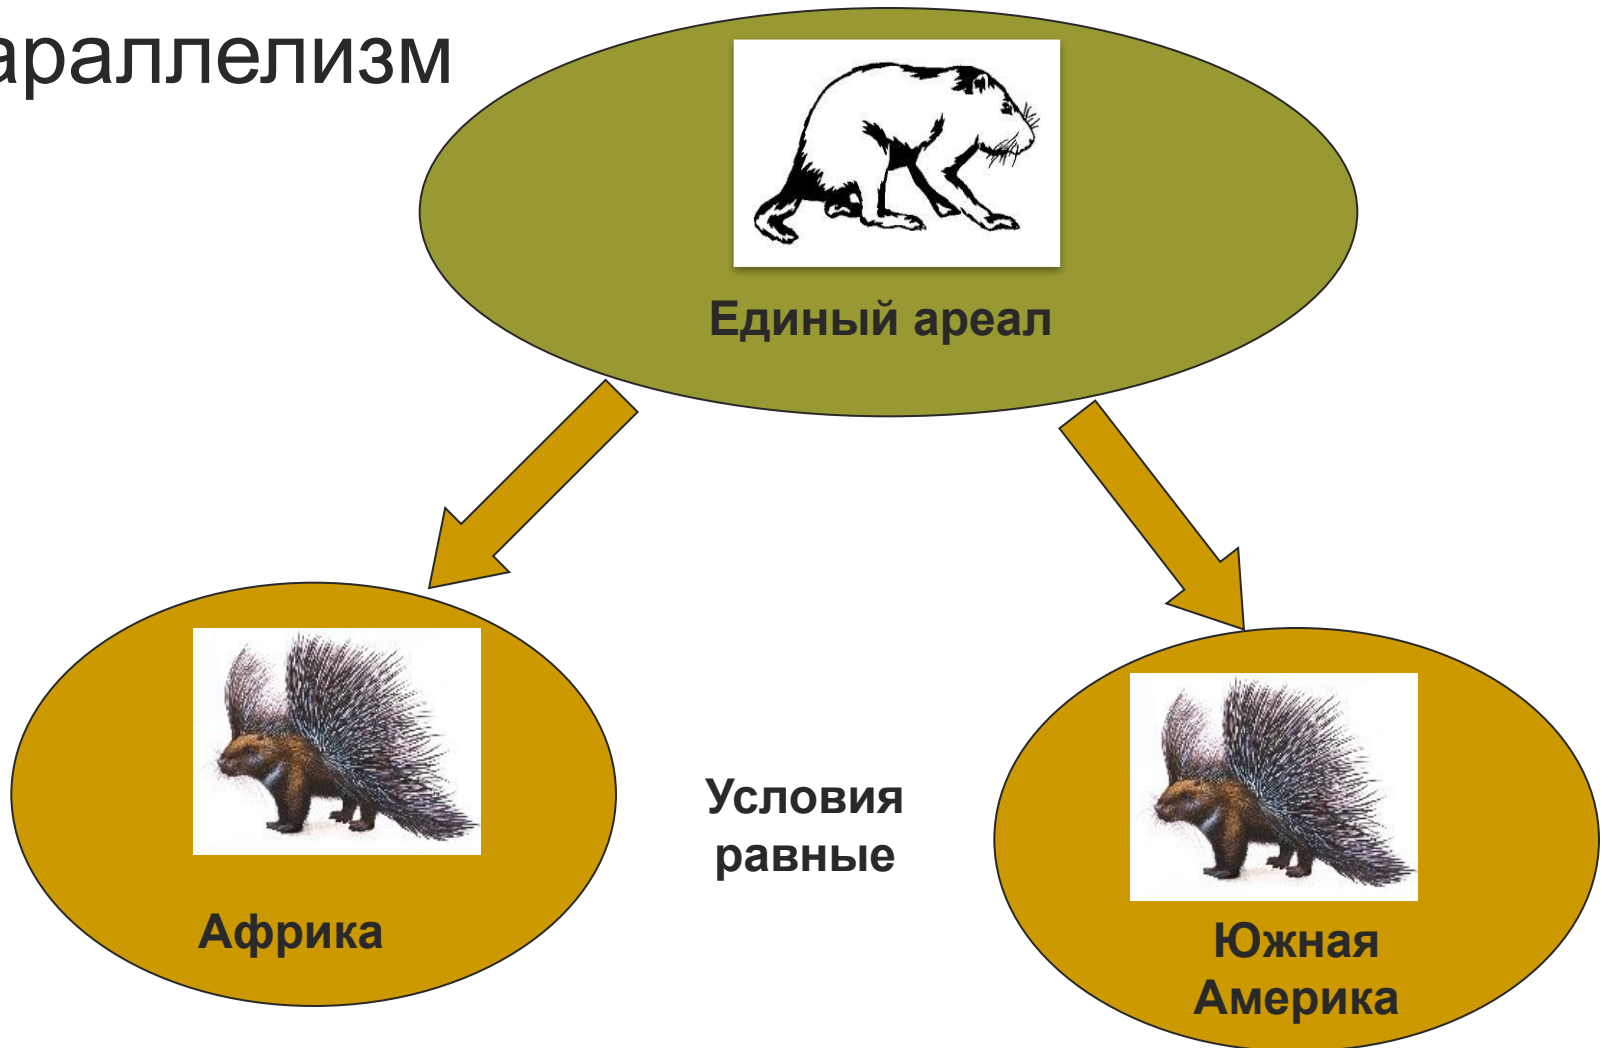 араллелизм
Единый ареал
Условия
равные
Африка
Южная
Америка